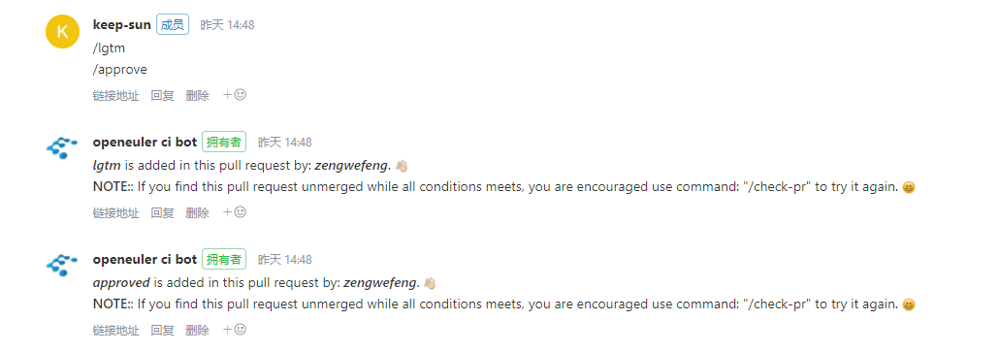 K
keep-sun 成员 昨天 14:48
/lgtm
/approve
链接地址 回复 删除
openeuler ci bot 拥有者 昨天 14:48
lgtm is added in this pull request by: zengwefeng. 👋🏻
NOTE:: If you find this pull request unmerged while all conditions meets, you are encouraged use command: "/check-pr" to try it again. 😄
链接地址 回复 删除
openeuler ci bot 拥有者 昨天 14:48
approved is added in this pull request by: zengwefeng. 👋🏻
NOTE:: If you find this pull request unmerged while all conditions meets, you are encouraged use command: "/check-pr" to try it again. 😄
链接地址 回复 删除